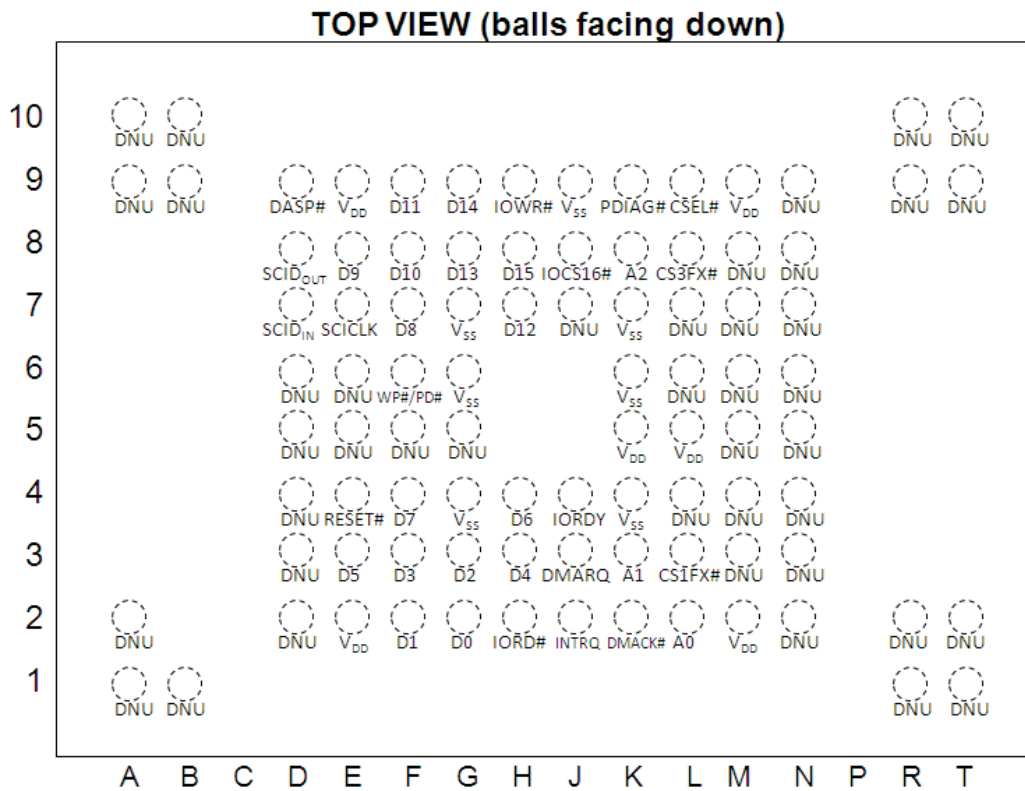 TOP VIEW (balls facing down)
10
DNU DNU DNU DNU
9
DNU DNU DASP# VDD D11 D14 IOWR# VSS PDIAG# CSEL# VDD DNU DNU DNU
8
SCIDOUT D9 D10 D13 D15 IOCS16# A2 CS3FX# DNU DNU
7
SCIDIN SCICLK D8 VSS D12 DNU VSS DNU DNU DNU
6
DNU DNU WP#/PD# VSS VSS DNU DNU DNU
5
DNU DNU DNU DNU VDD VDD DNU DNU
4
DNU RESET# D7 VSS D6 IORDY VSS DNU DNU DNU
3
DNU D5 D3 D2 D4 DMARQ A1 CS1FX# DNU DNU
2
DNU DNU VDD D1 D0 IORD# INTRQ DMACK# A0 VDD DNU DNU DNU
1
DNU DNU DNU DNU
A B C D E F G H J K L M N P R T